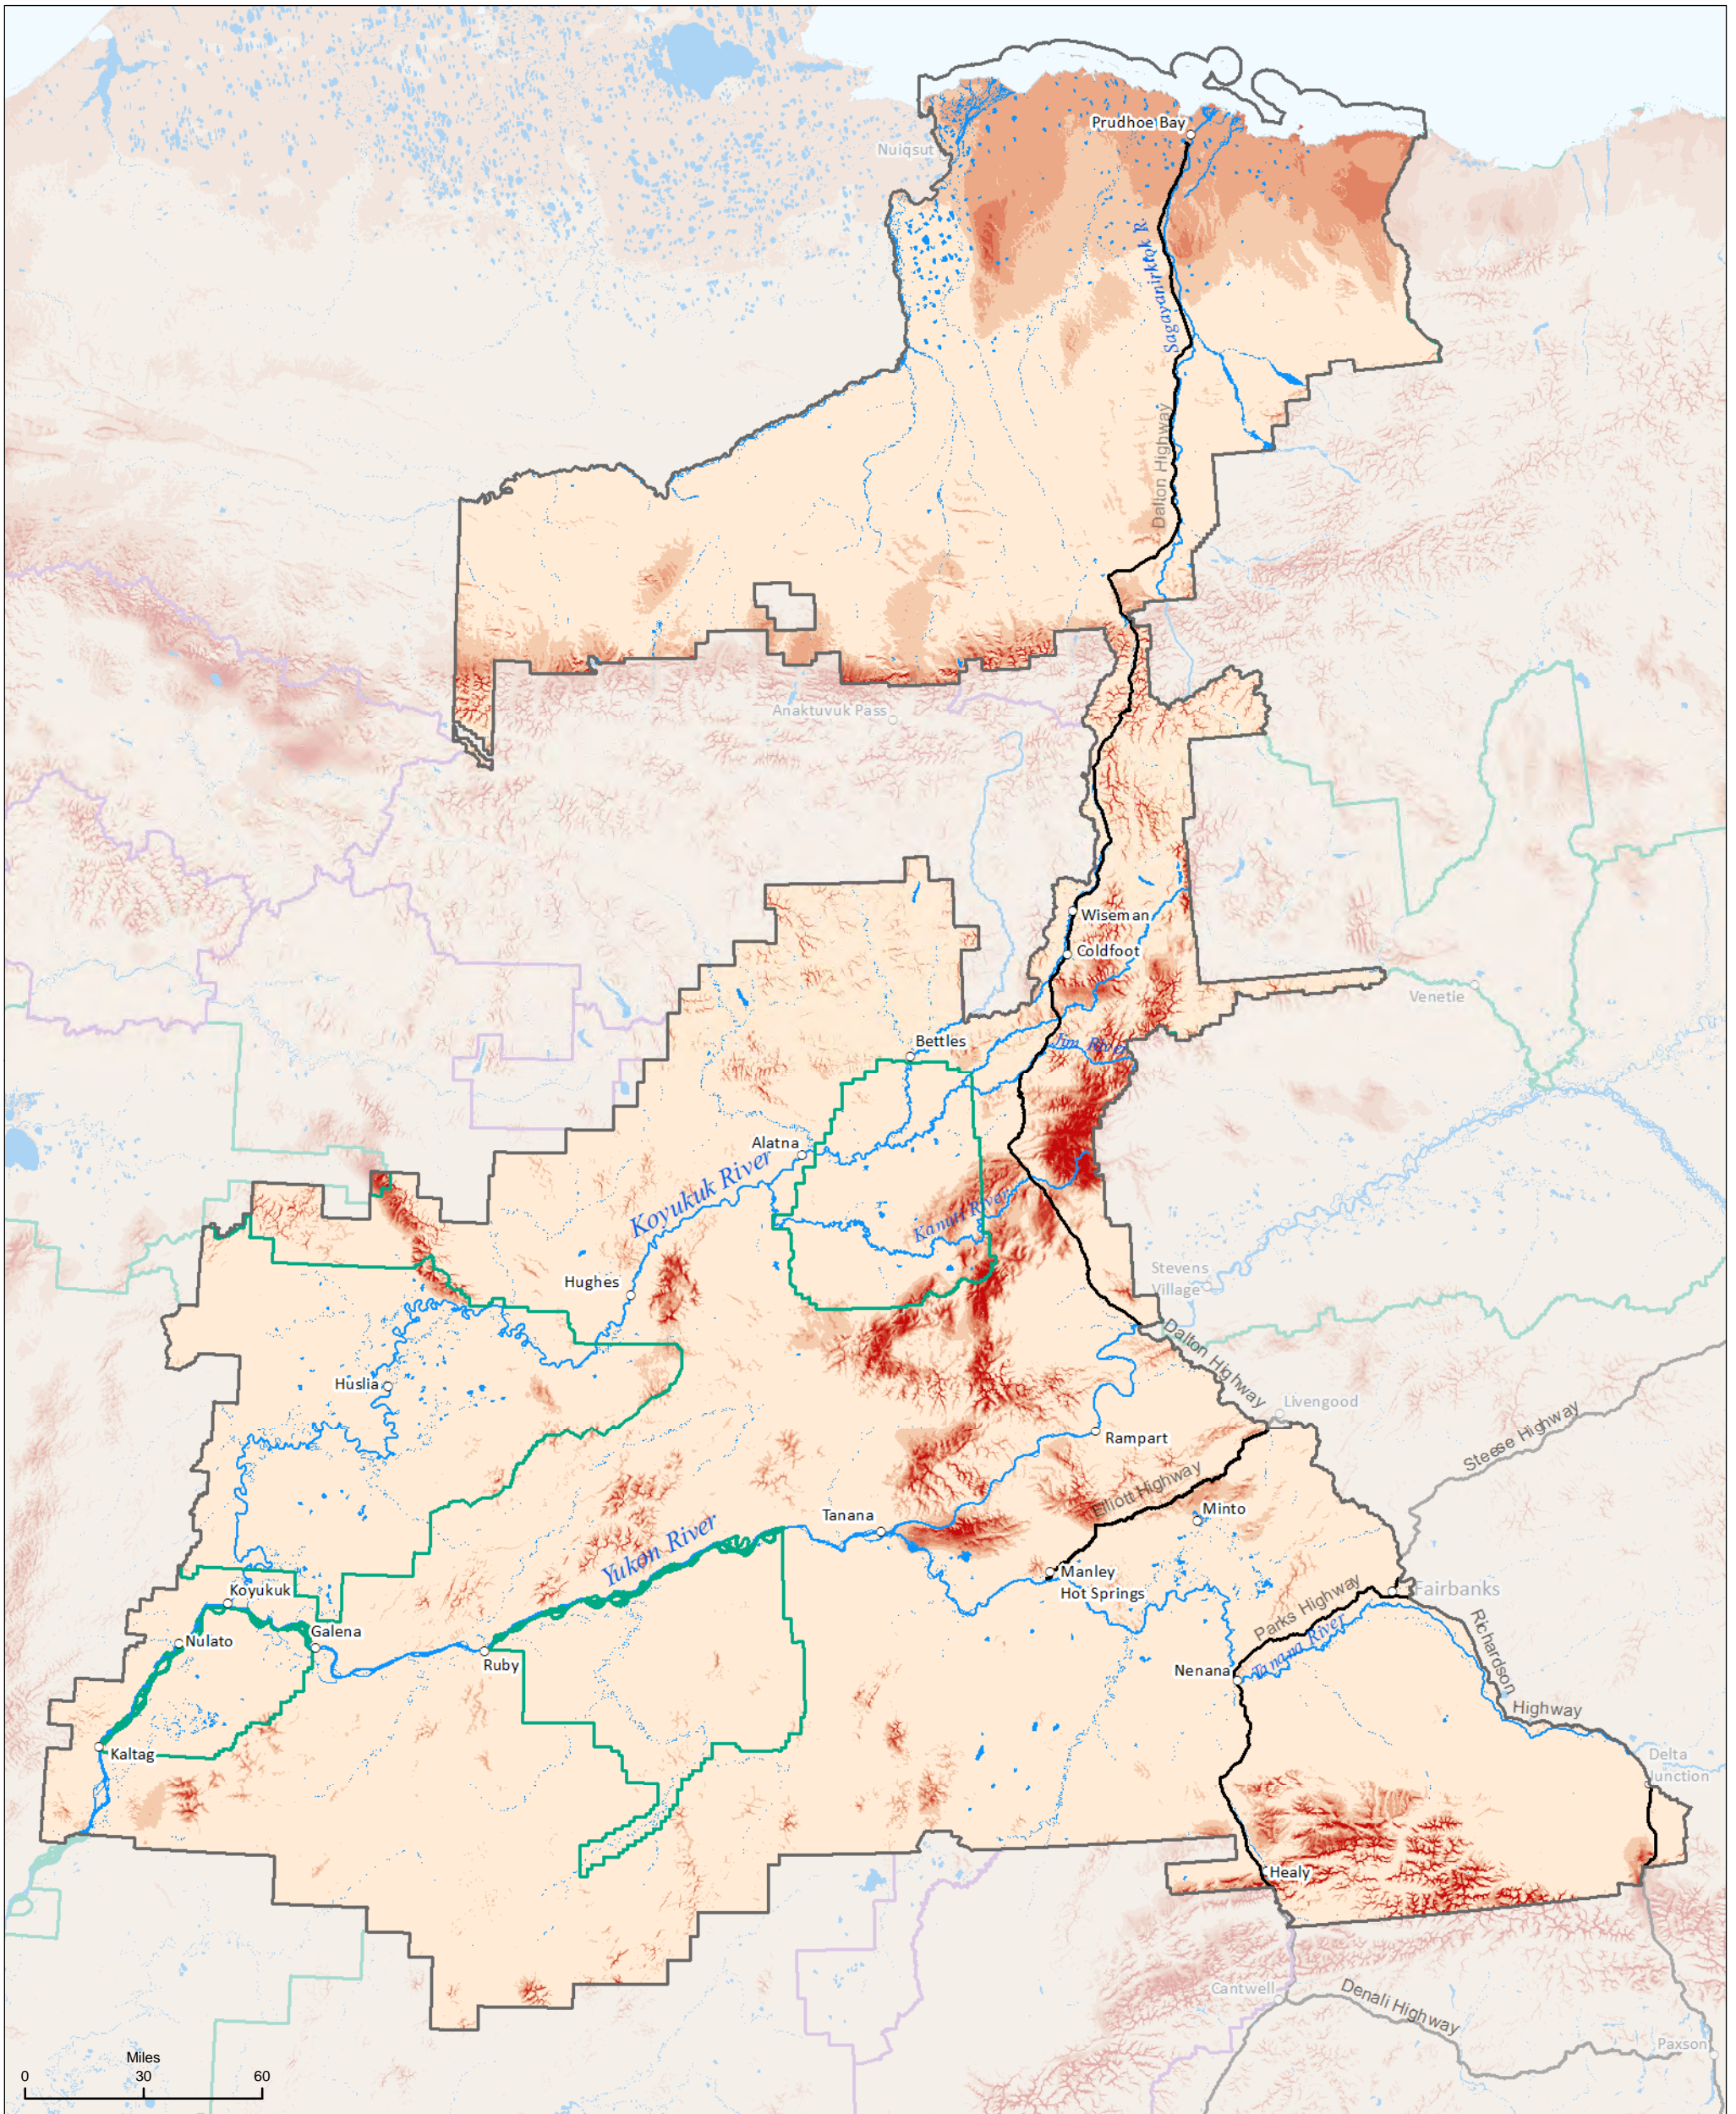 Prudhoe Bay
Nuiqsut
Sagavanirktok R.
Dalton Highway
Anaktuvuk Pass
Wiseman
Coldfoot
Venetie
Bettles
Jim River
Alatna
Koyukuk River
Kanuti River
Hughes
Stevens
Village
Dalton Highway
Huslia
Livengood
Rampart
Steese Highway
Elliott Highway
Minto
Tanana
Yukon River
Manley
Hot Springs
Koyukuk
Parks Highway
Fairbanks
Galena
Nulato
Ruby
Tanana River
Richardson
Highway
Nenana
Kaltag
Delta
Junction
Healy
Cantwell
Denali Highway
Paxson
Miles
0 30 60